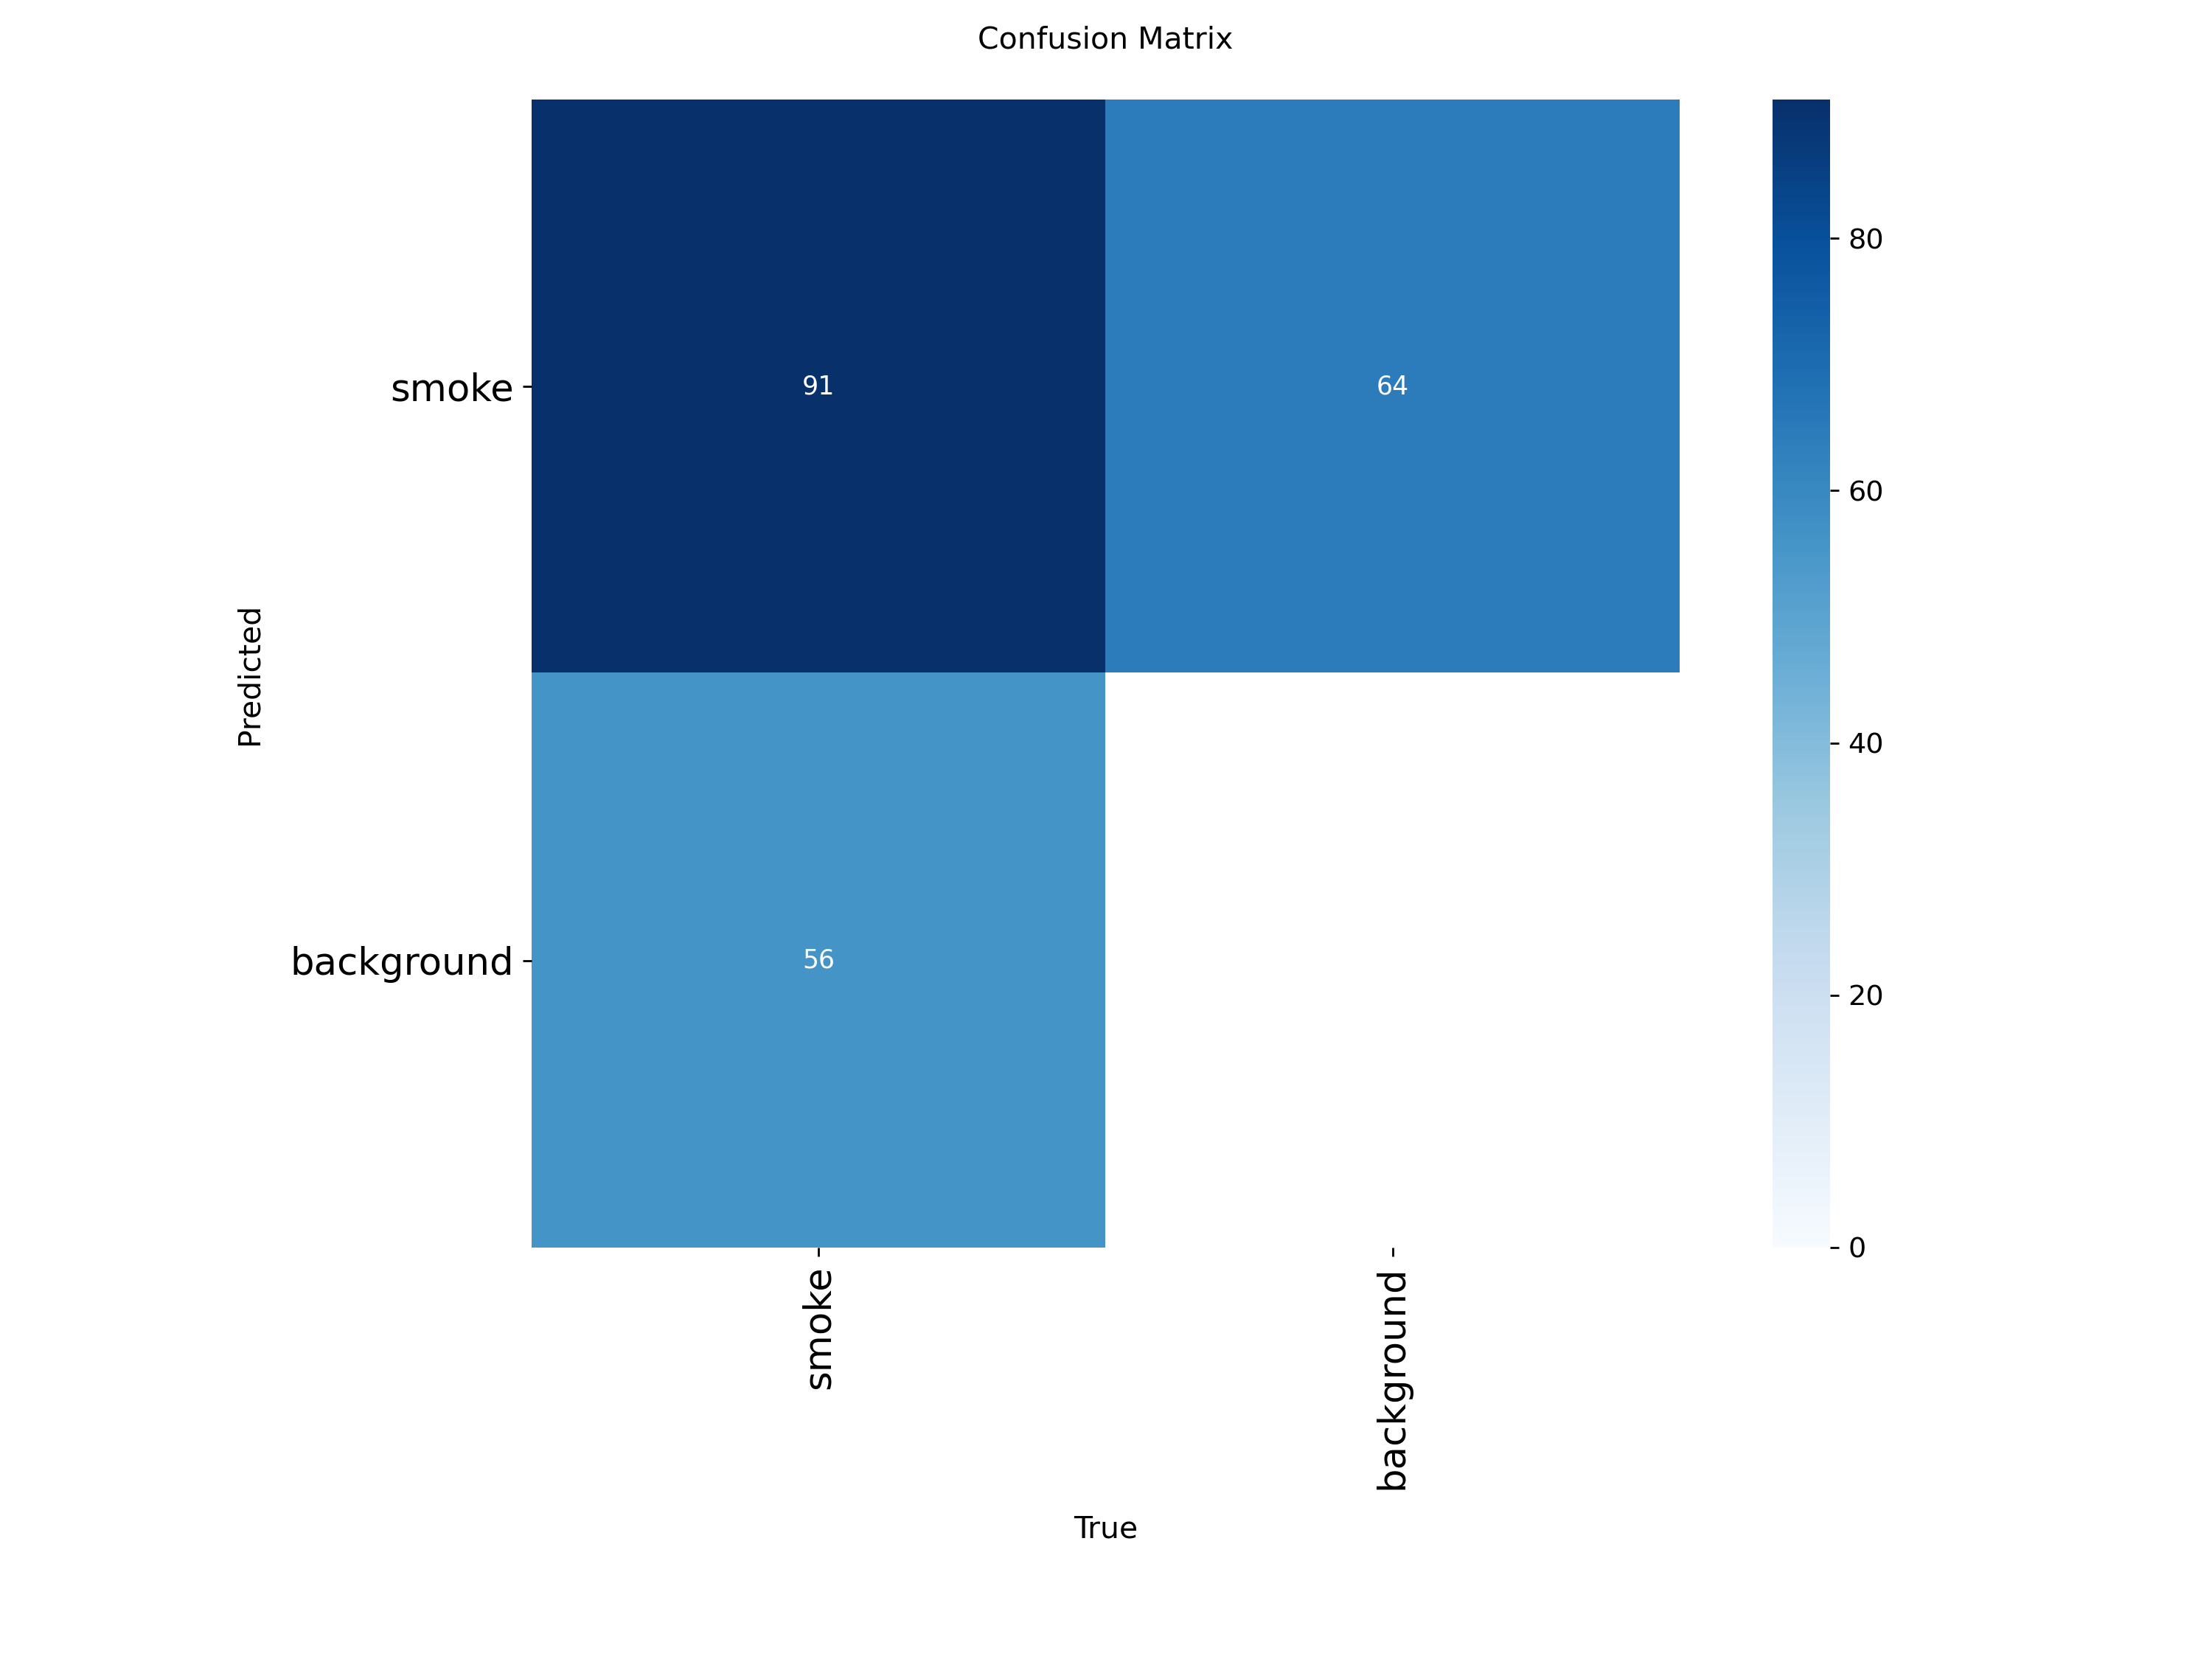 Confusion Matrix
smoke
91
64
80
60
Predicted
40
background
56
20
0
smoke
background
True